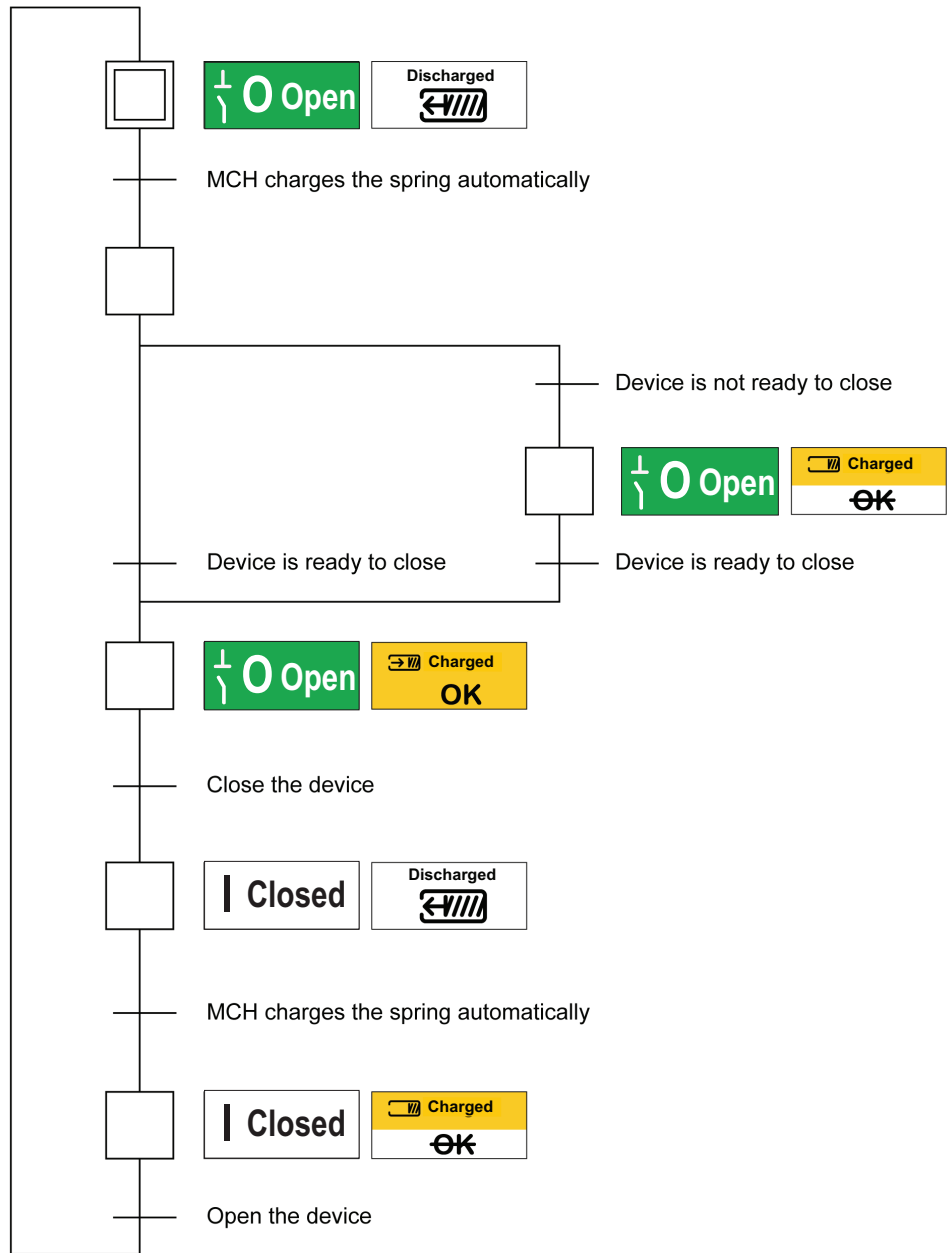 O Open
Discharged
MCH charges the spring automatically
Device is not ready to close
O Open
Charged
OK
Device is ready to close
Device is ready to close
O Open
Charged
OK
Close the device
I Closed
Discharged
MCH charges the spring automatically
I Closed
Charged
OK
Open the device